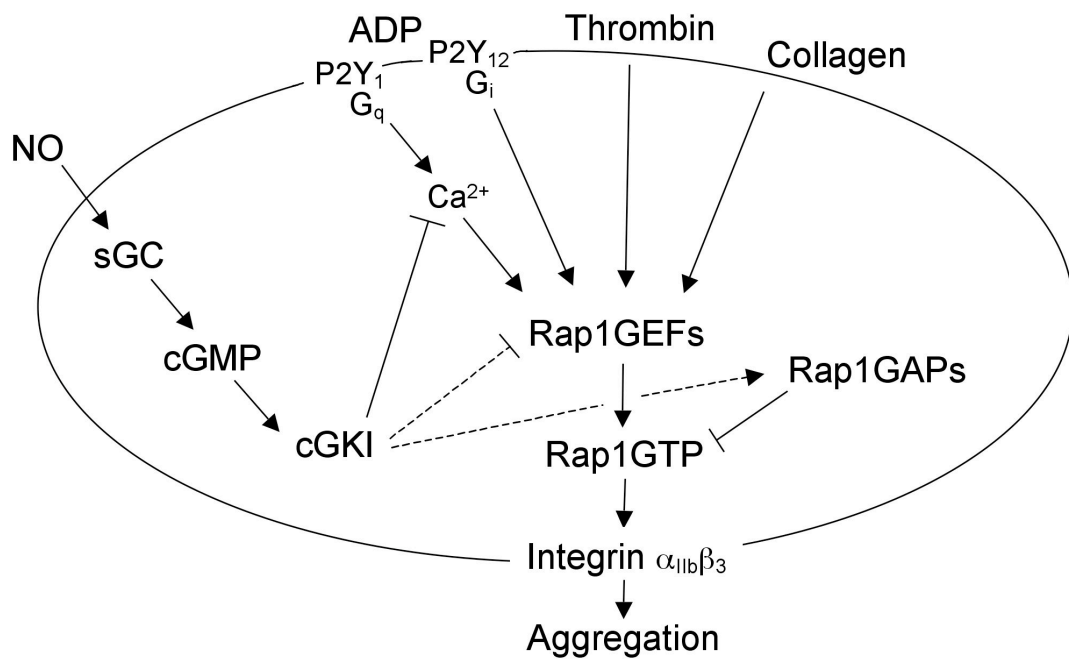 ADP
Thrombin
Collagen
P2Y₁
P2Y₁₂
Gq
Gᵢ
NO
Ca²⁺
sGC
cGMP
cGKI
Rap1GEFs
Rap1GAPs
Rap1GTP
Integrin αIIbβ₃
Aggregation